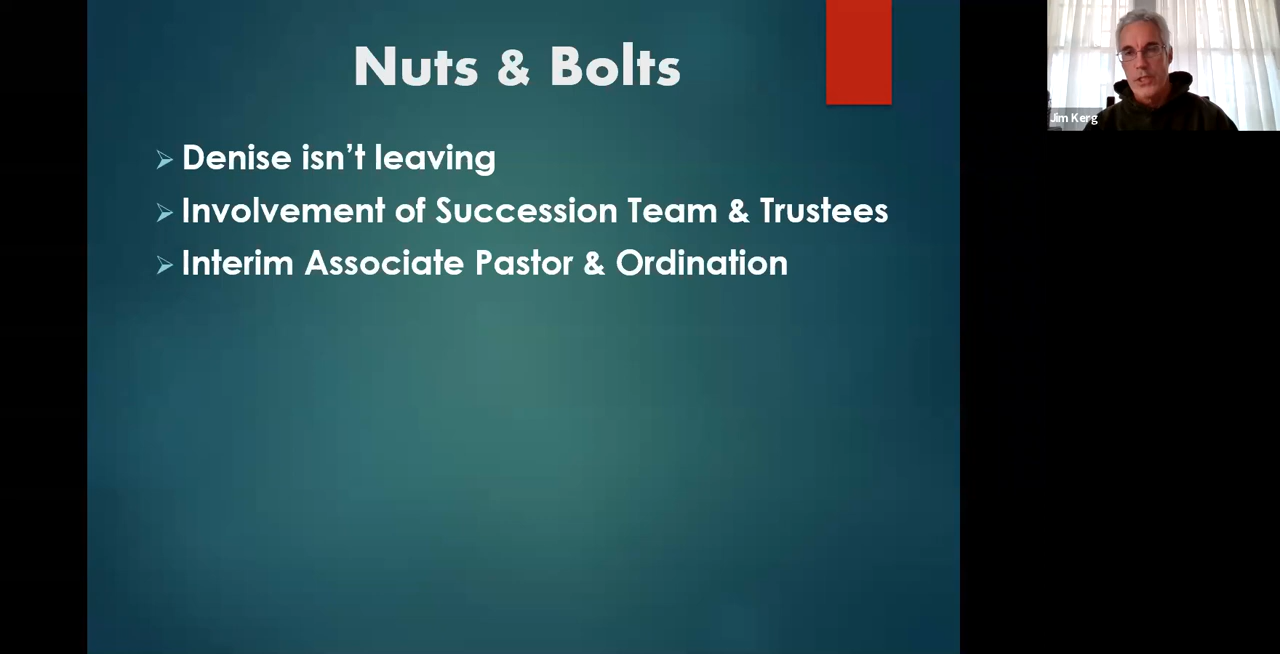 Nuts & Bolts
Denise isn’t leaving
Involvement of Succession Team & Trustees
Interim Associate Pastor & Ordination
Jim Kerg